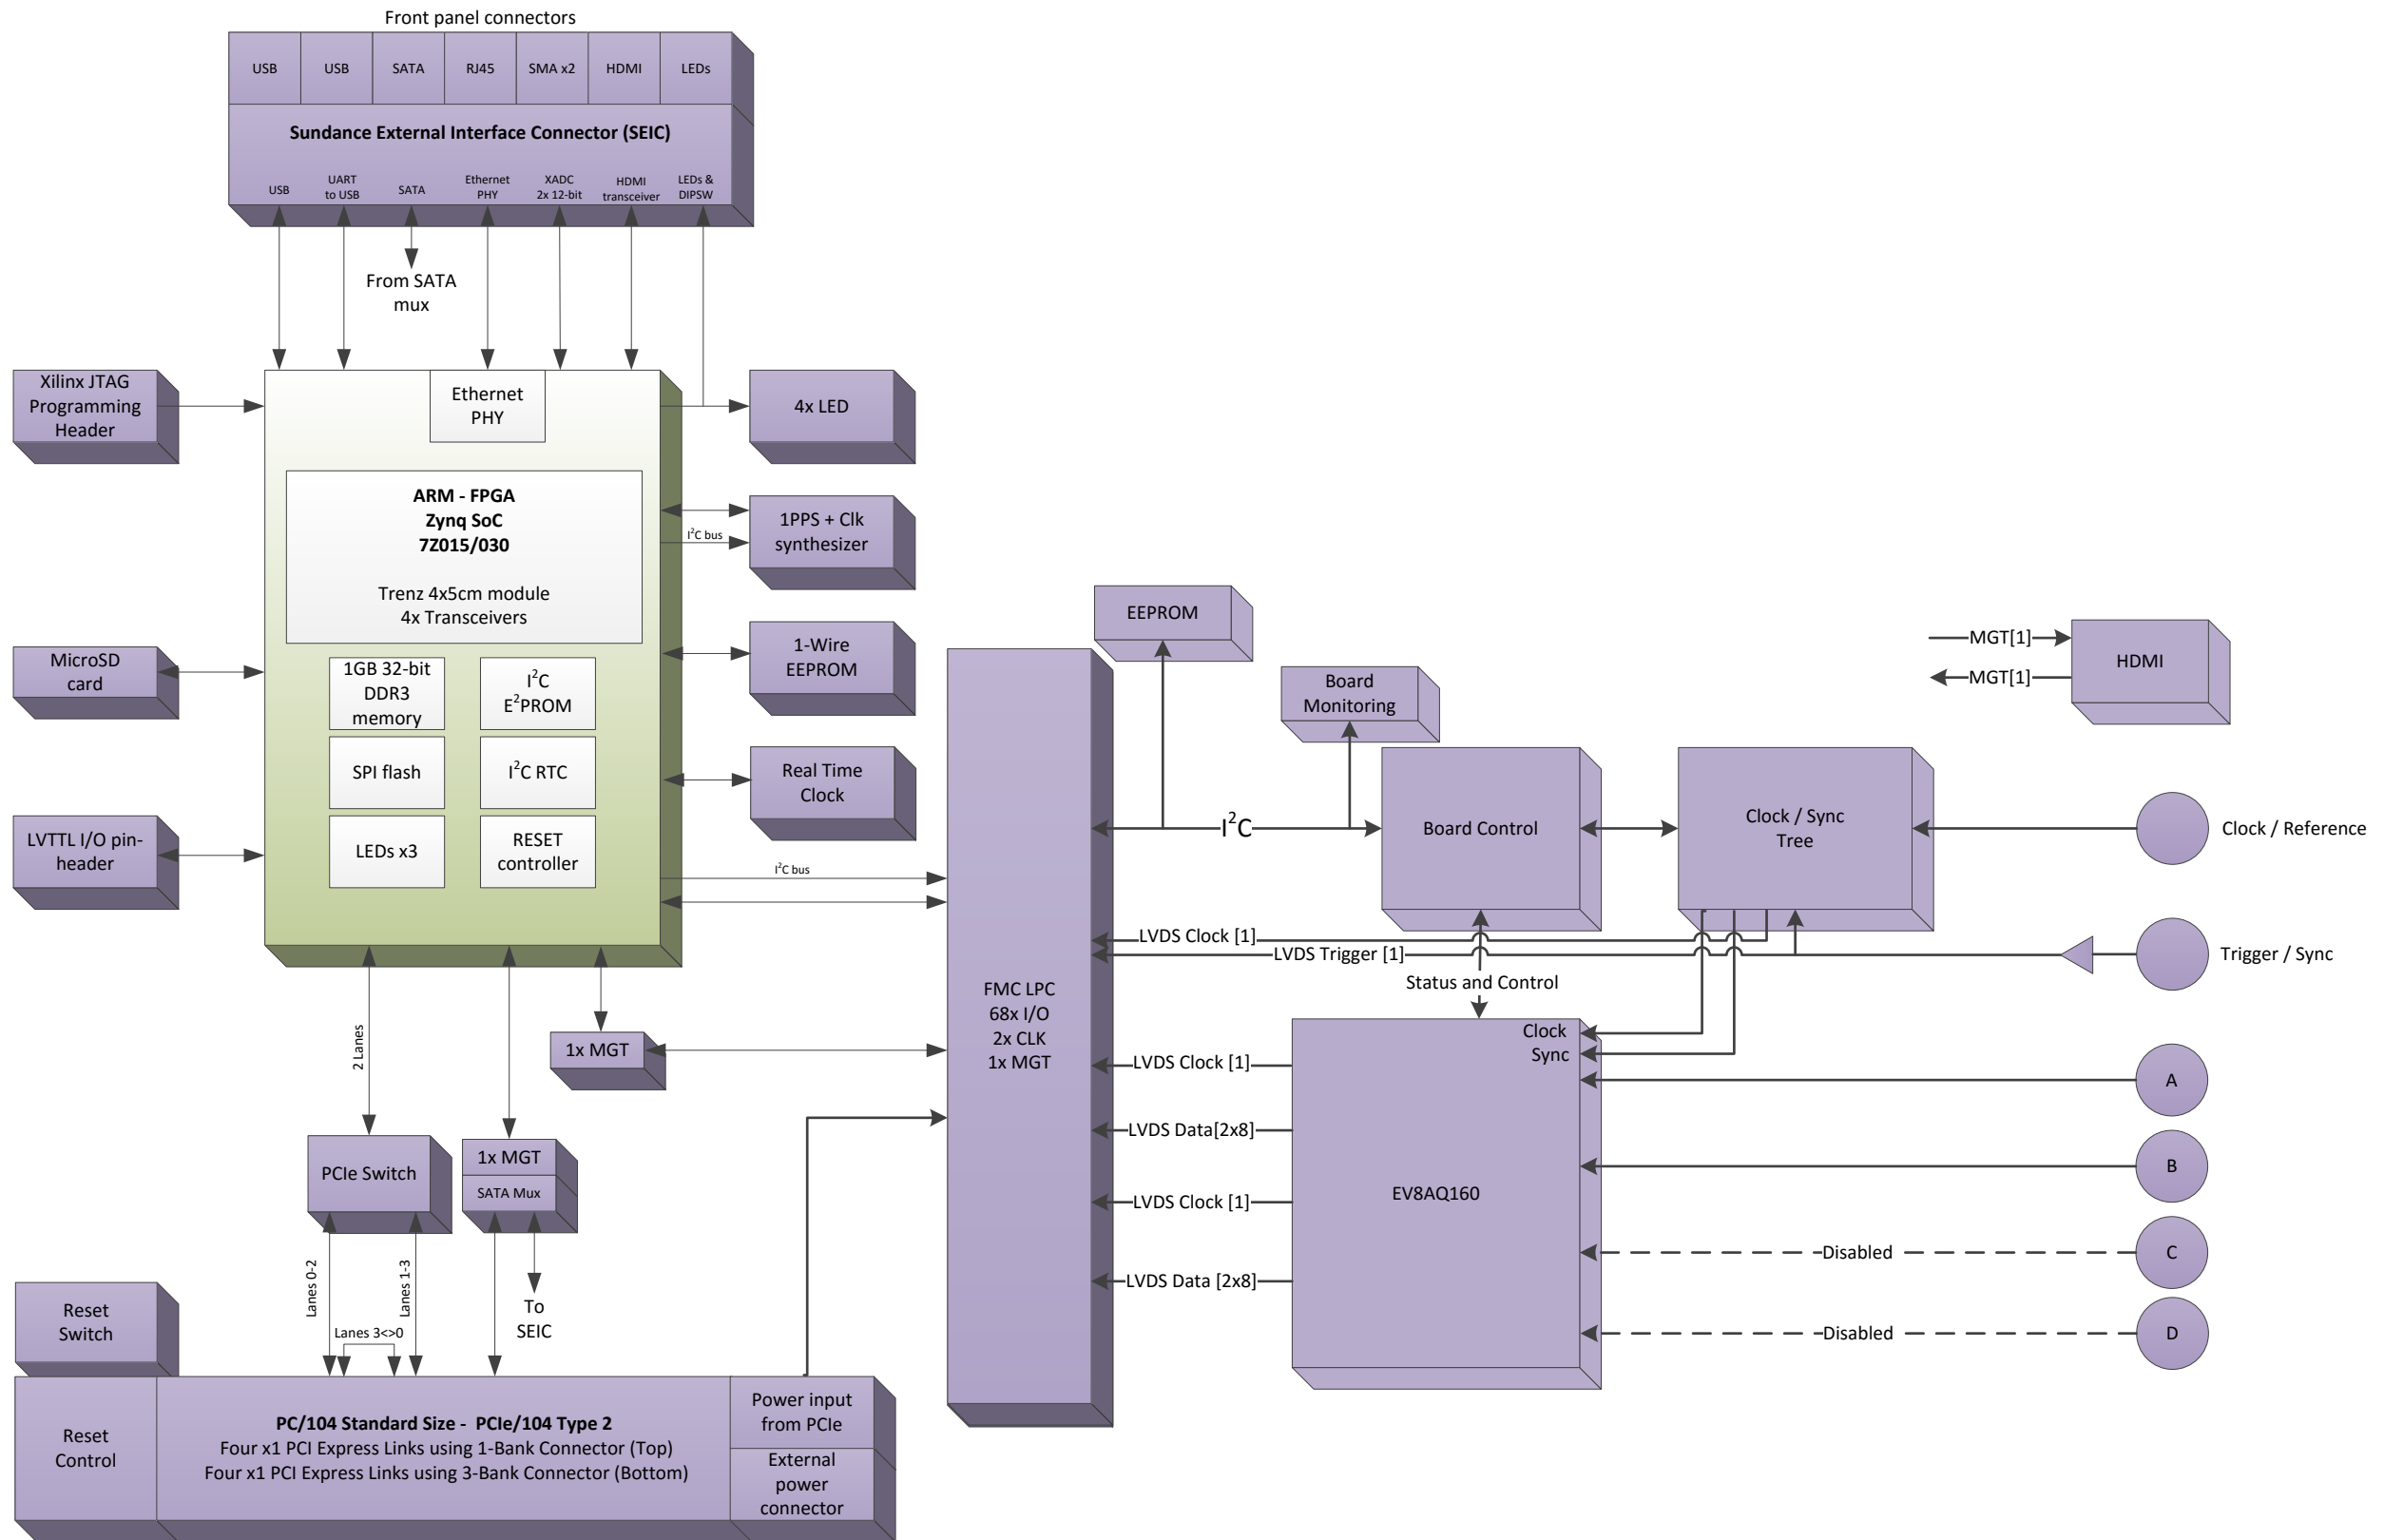 Front panel connectors
USB
USB
SATA
RJ45
SMA x2
HDMI
LEDs
Sundance External Interface Connector (SEIC)
USB
UART
to USB
SATA
Ethernet
PHY
XADC
2x 12-bit
HDMI
transceiver
LEDs &
DIPSW
From SATA
mux
Xilinx JTAG
Programming
Header
Ethernet
PHY
4x LED
ARM - FPGA
Zynq SoC
7Z015/030
Trenz 4x5cm module
4x Transceivers
1PPS + Clk
synthesizer
I²C bus
1-Wire
EEPROM
MicroSD
card
1GB 32-bit
DDR3
memory
I²C
E²PROM
SPI flash
I²C RTC
Real Time
Clock
LVTTL I/O pin-
header
LEDs x3
RESET
controller
I²C bus
2 Lanes
1x MGT
PCIe Switch
1x MGT
SATA Mux
Lanes 0-2
Lanes 1-3
Lanes 3<>0
To
SEIC
Reset
Switch
Reset
Control
PC/104 Standard Size - PCIe/104 Type 2
Four x1 PCI Express Links using 1-Bank Connector (Top)
Four x1 PCI Express Links using 3-Bank Connector (Bottom)
Power input
from PCIe
External
power
connector
FMC LPC
68x I/O
2x CLK
1x MGT
EEPROM
Board
Monitoring
I²C
Board Control
Clock / Sync
Tree
MGT[1]
MGT[1]
HDMI
Clock / Reference
LVDS Clock [1]
LVDS Trigger [1]
Trigger / Sync
Status and Control
Clock
Sync
EV8AQ160
LVDS Clock [1]
LVDS Data[2x8]
LVDS Clock [1]
LVDS Data [2x8]
A
B
Disabled
C
Disabled
D